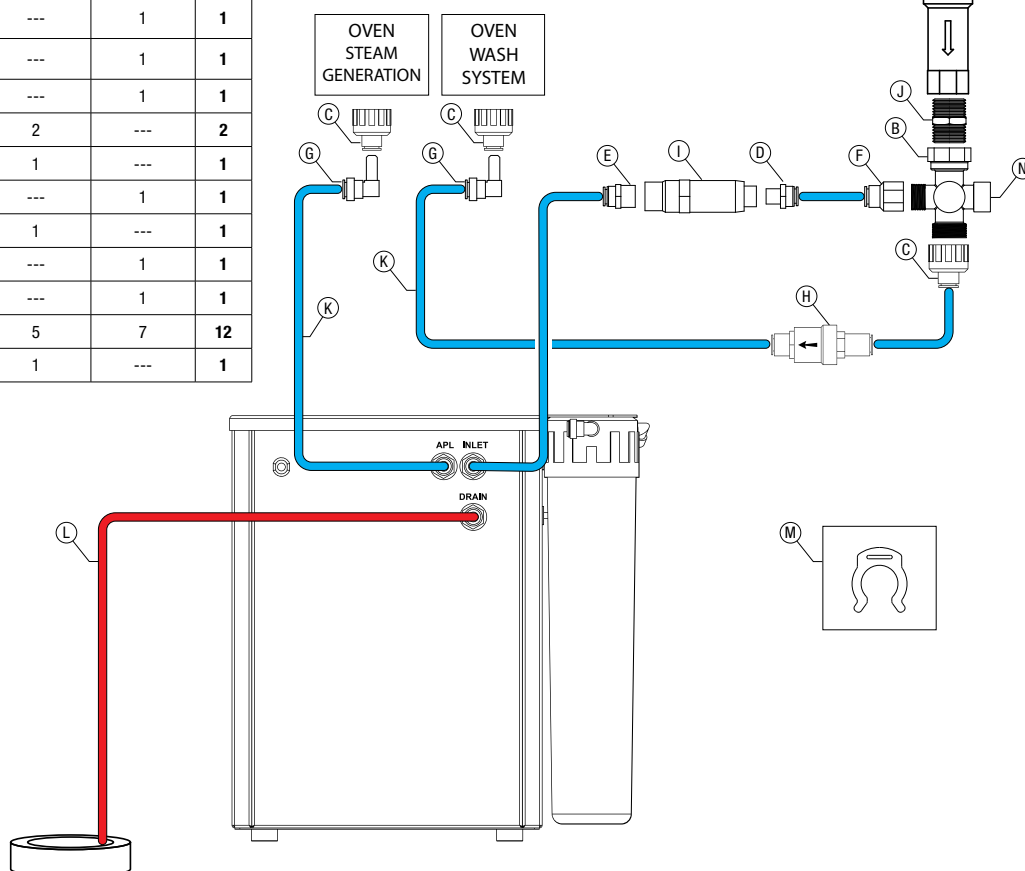 --- 1 1
--- 1 1
--- 1 1
2 --- 2
1 --- 1
--- 1 1
1 --- 1
--- 1 1
--- 1 1
5 7 12
1 --- 1
OVEN
STEAM
GENERATION
OVEN
WASH
SYSTEM
C
C
J
B
G
G
E
I
D
F
N
C
K
K
H
APL INLET
DRAIN
L
M